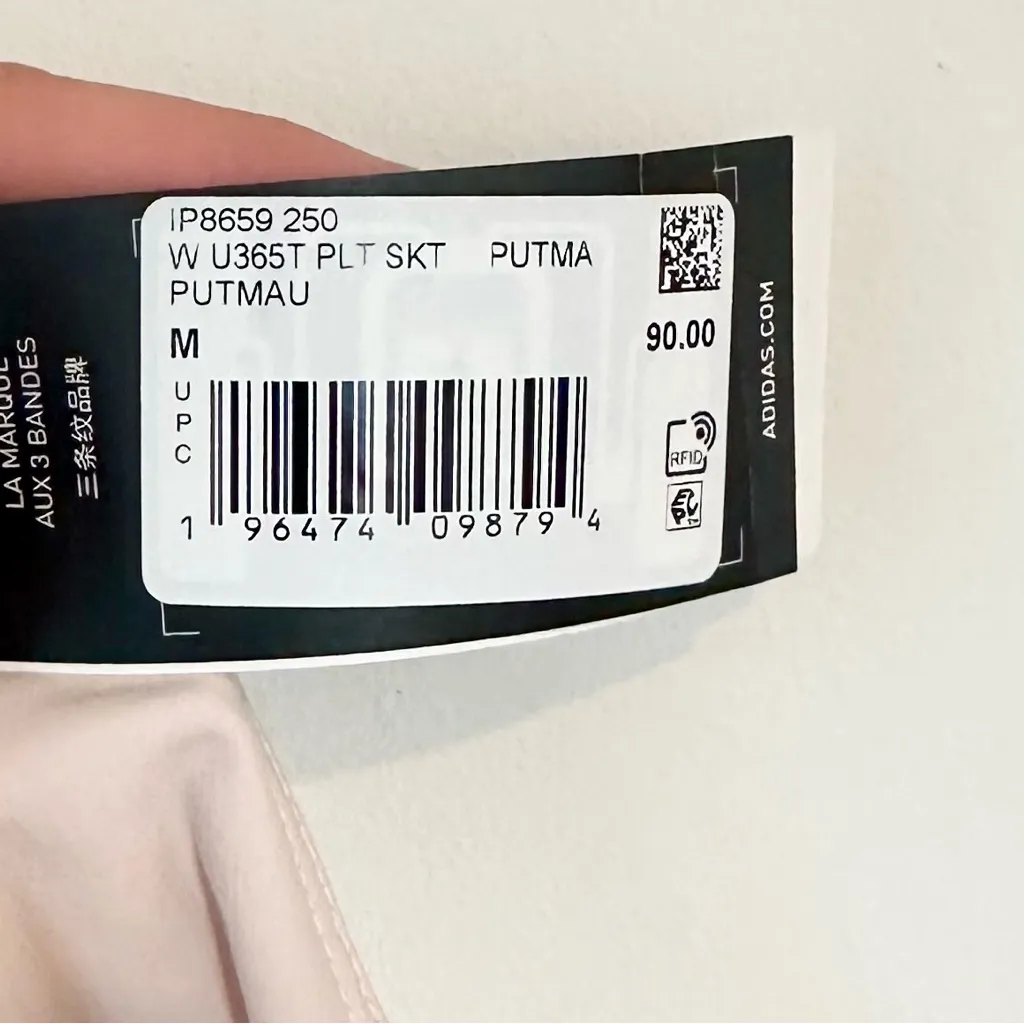 IP8659 250
W U365T PLT SKT PUTMA
PUTMAU
M
90.00
UPC
1 96474 09879 4
RFID
ADIDAS.COM
LA MARQUE
AUX 3 BANDES
三条纹品牌